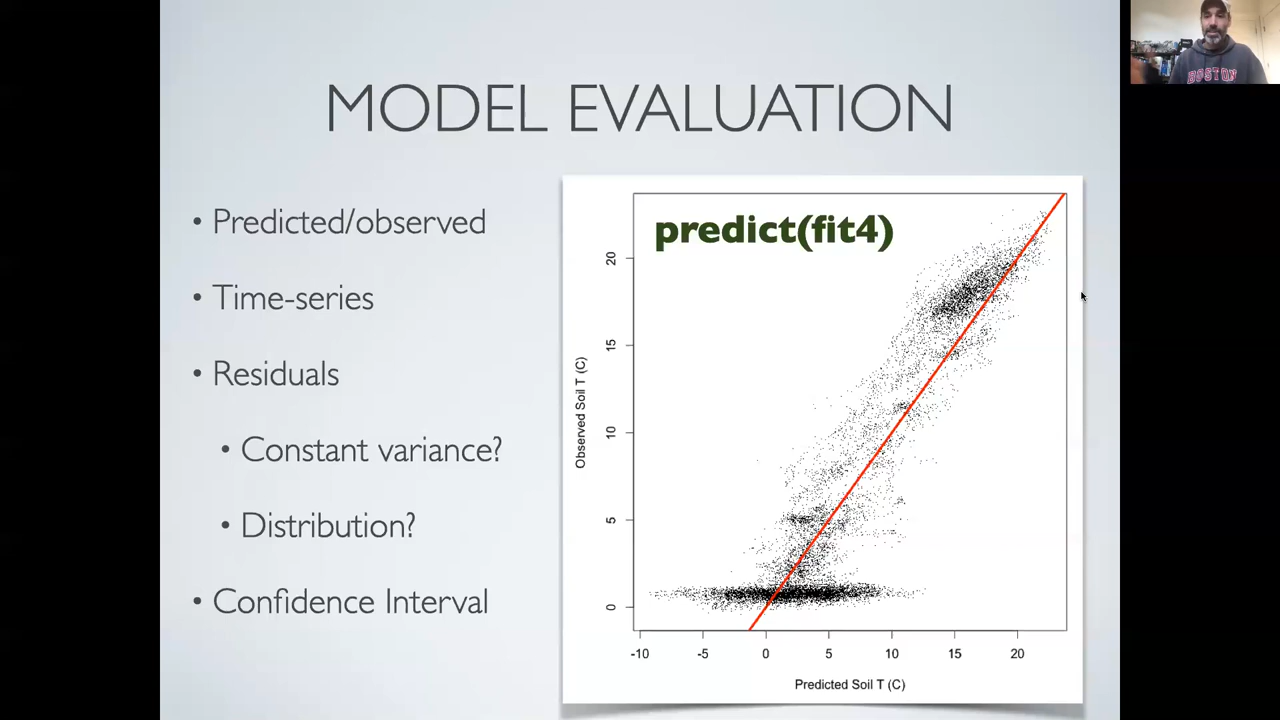 MODEL EVALUATION
• Predicted/observed
• Time-series
• Residuals
• Constant variance?
• Distribution?
• Confidence Interval
predict(fit4)
Observed Soil T (C)
20
15
10
5
0
-10 -5 0 5 10 15 20
Predicted Soil T (C)
BOSTON